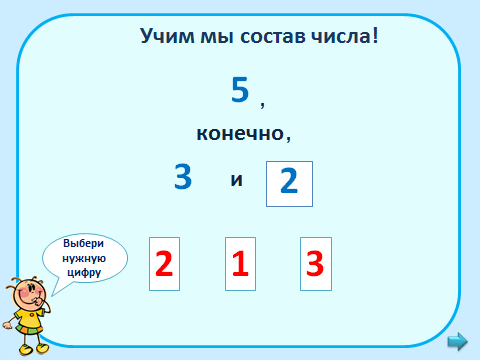 Учим мы состав числа!
5 ,
конечно,
3 и 2
Выбери
нужную
цифру
2 1 3